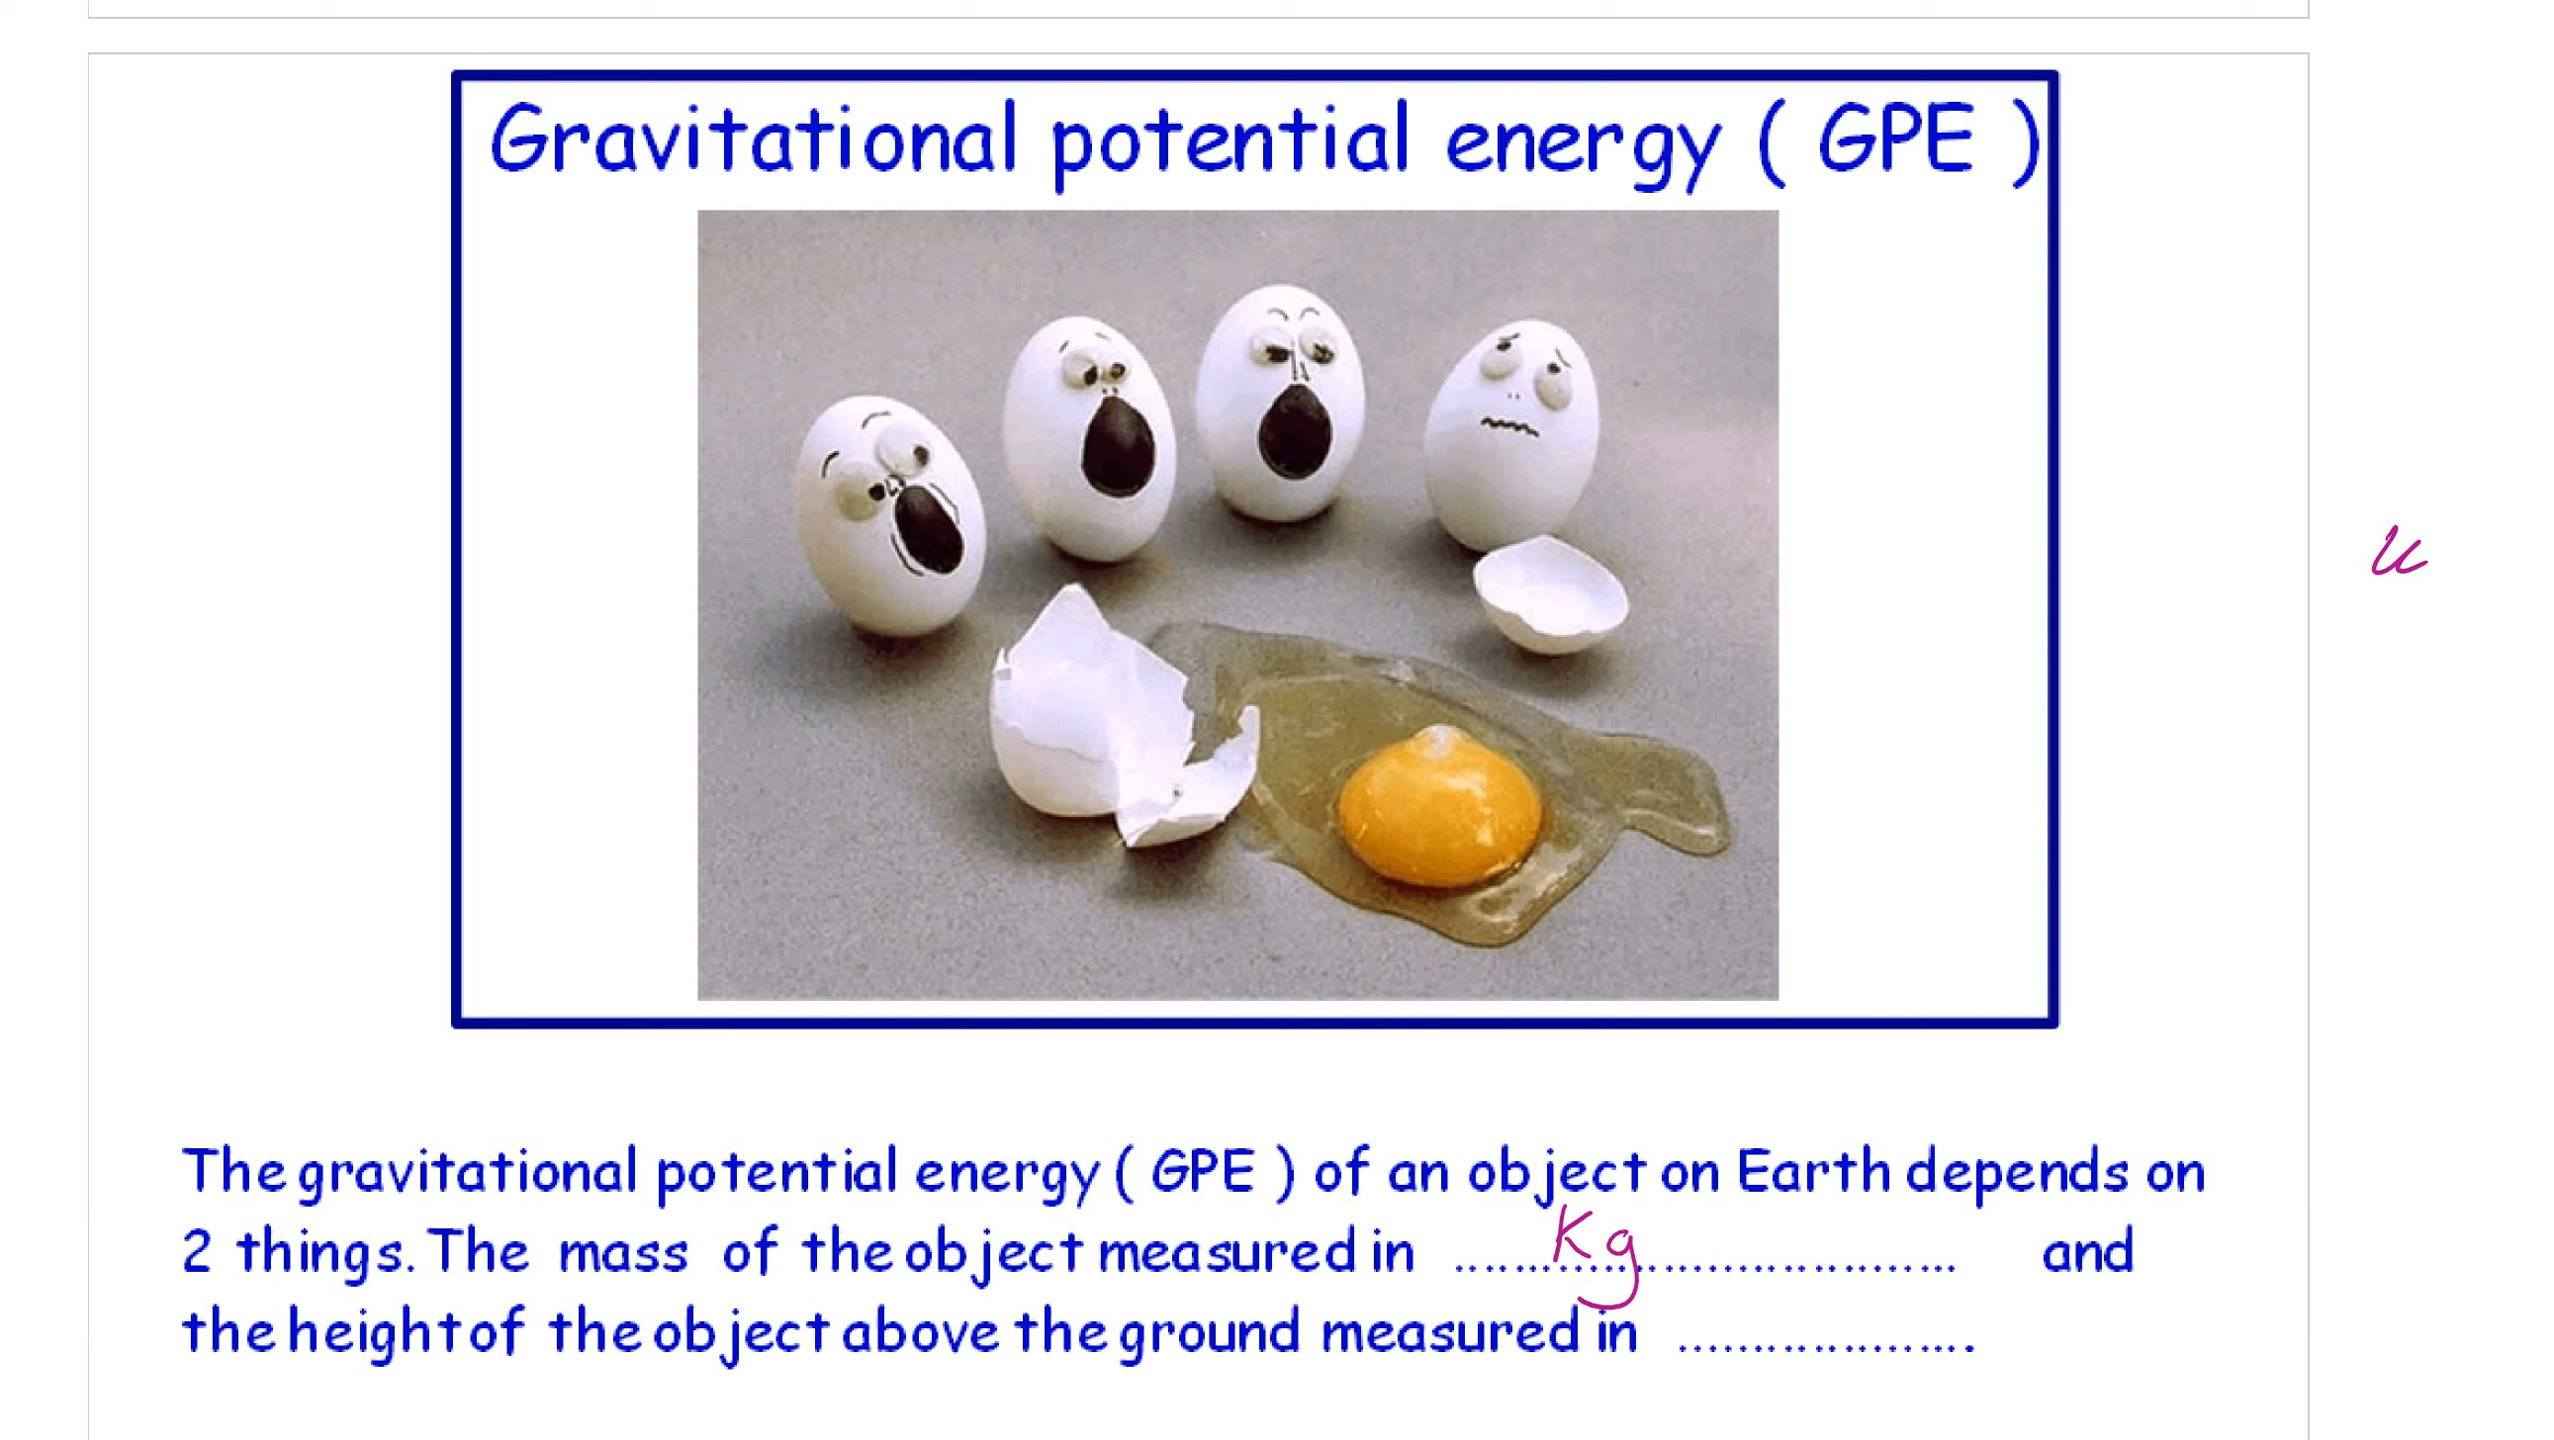 Gravitational potential energy ( GPE )
u
The gravitational potential energy ( GPE ) of an object on Earth depends on
2 things. The mass of the object measured in ........kg........................ and
the height of the object above the ground measured in ....................